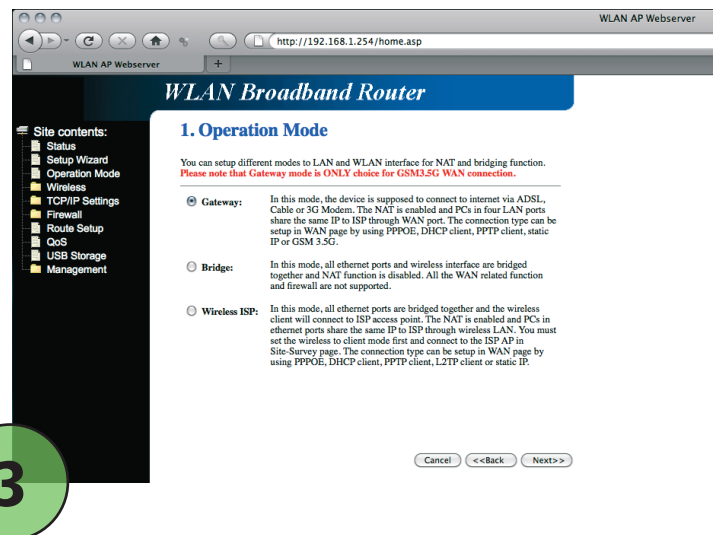 WLAN AP Webserver
http://192.168.1.254/home.asp
WLAN AP Webserver
+
WLAN Broadband Router
Site contents:
Status
Setup Wizard
Operation Mode
Wireless
TCP/IP Settings
Firewall
Route Setup
QoS
USB Storage
Management
1. Operation Mode
You can setup different modes to LAN and WLAN interface for NAT and bridging function.
Please note that Gateway mode is ONLY choice for GSM3.5G WAN connection.
Gateway: In this mode, the device is supposed to connect to internet via ADSL,
Cable or 3G Modem. The NAT is enabled and PCs in four LAN ports
share the same IP to ISP through WAN port. The connection type can be
setup in WAN page by using PPPOE, DHCP client, PPTP client, static
IP or GSM 3.5G.
Bridge: In this mode, all ethernet ports and wireless interface are bridged
together and NAT function is disabled. All the WAN related function
and firewall are not supported.
Wireless ISP: In this mode, all ethernet ports are bridged together and the wireless
client will connect to ISP access point. The NAT is enabled and PCs in
ethernet ports share the same IP to ISP through wireless LAN. You must
set the wireless to client mode first and connect to the ISP AP in
Site-Survey page. The connection type can be setup in WAN page by
using PPPOE, DHCP client, PPTP client, L2TP client or static IP.
Cancel <<Back Next>>
3